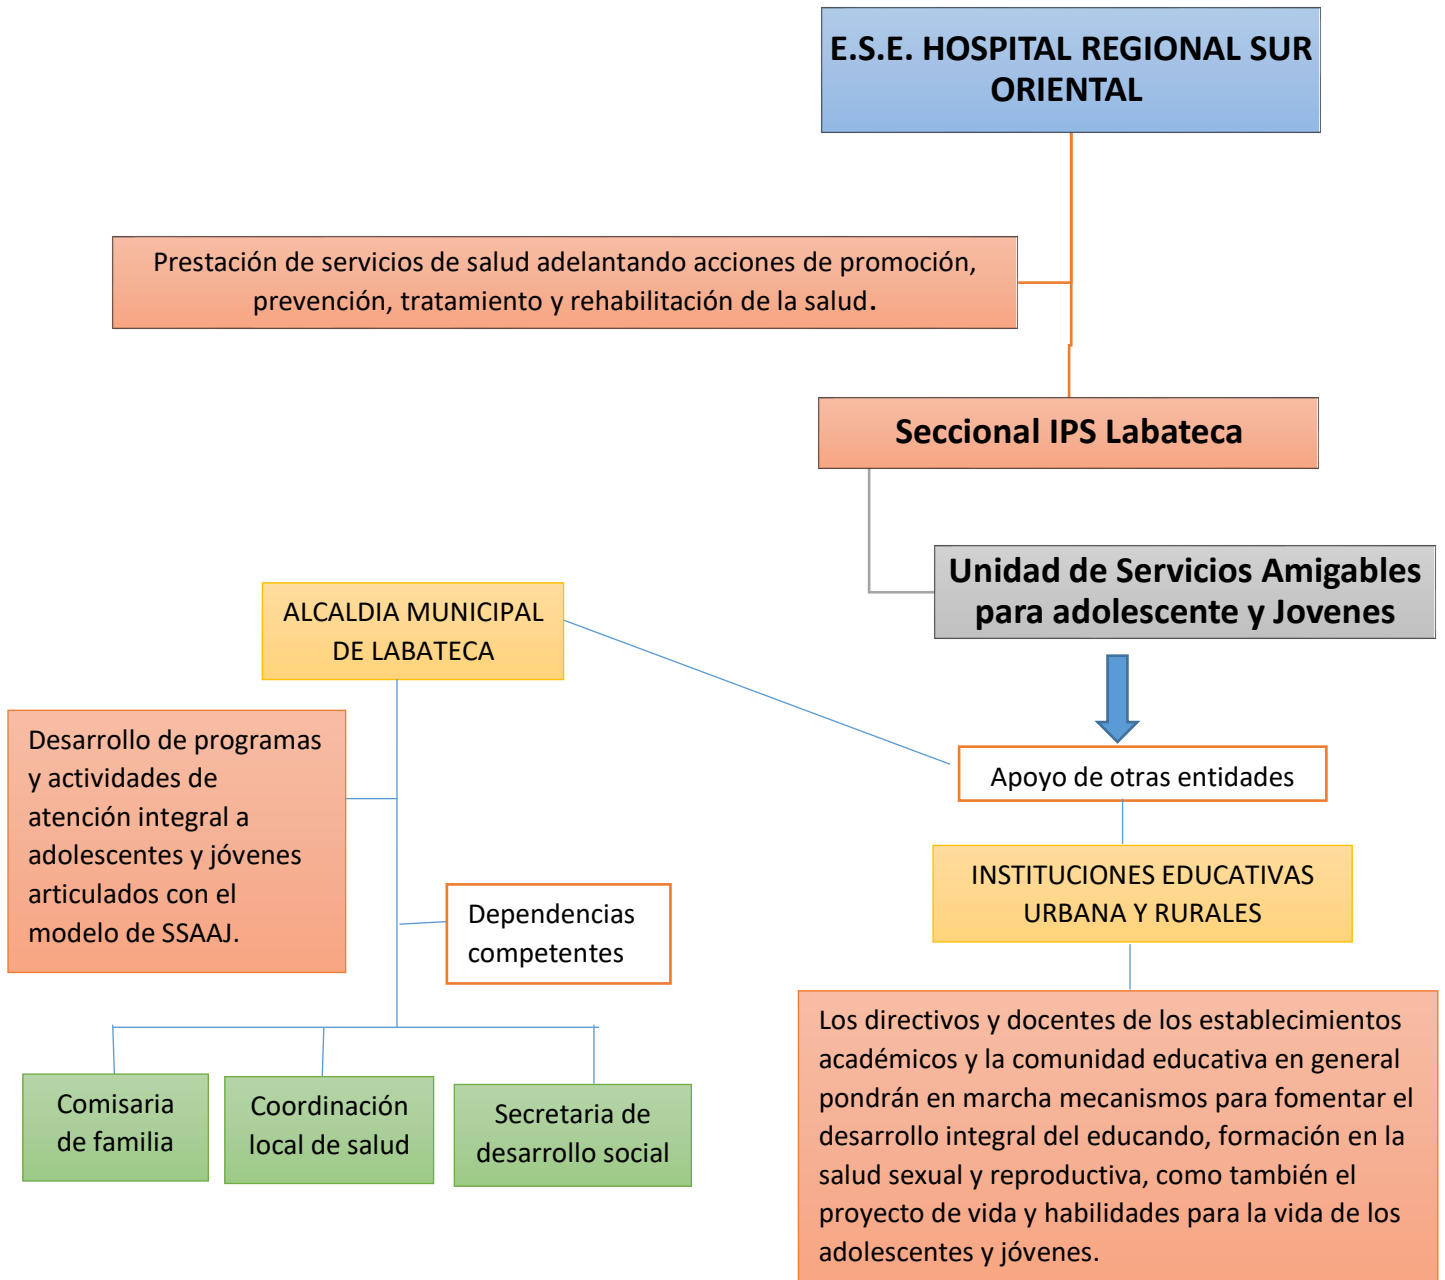 E.S.E. HOSPITAL REGIONAL SUR
ORIENTAL
Prestación de servicios de salud adelantando acciones de promoción,
prevención, tratamiento y rehabilitación de la salud.
Seccional IPS Labateca
Unidad de Servicios Amigables
para adolescente y Jovenes
ALCALDIA MUNICIPAL
DE LABATECA
Desarrollo de programas
y actividades de
atención integral a
adolescentes y jóvenes
articulados con el
modelo de SSAAJ.
Dependencias
competentes
Comisaria
de familia
Coordinación
local de salud
Secretaria de
desarrollo social
Apoyo de otras entidades
INSTITUCIONES EDUCATIVAS
URBANA Y RURALES
Los directivos y docentes de los establecimientos
académicos y la comunidad educativa en general
pondrán en marcha mecanismos para fomentar el
desarrollo integral del educando, formación en la
salud sexual y reproductiva, como también el
proyecto de vida y habilidades para la vida de los
adolescentes y jóvenes.